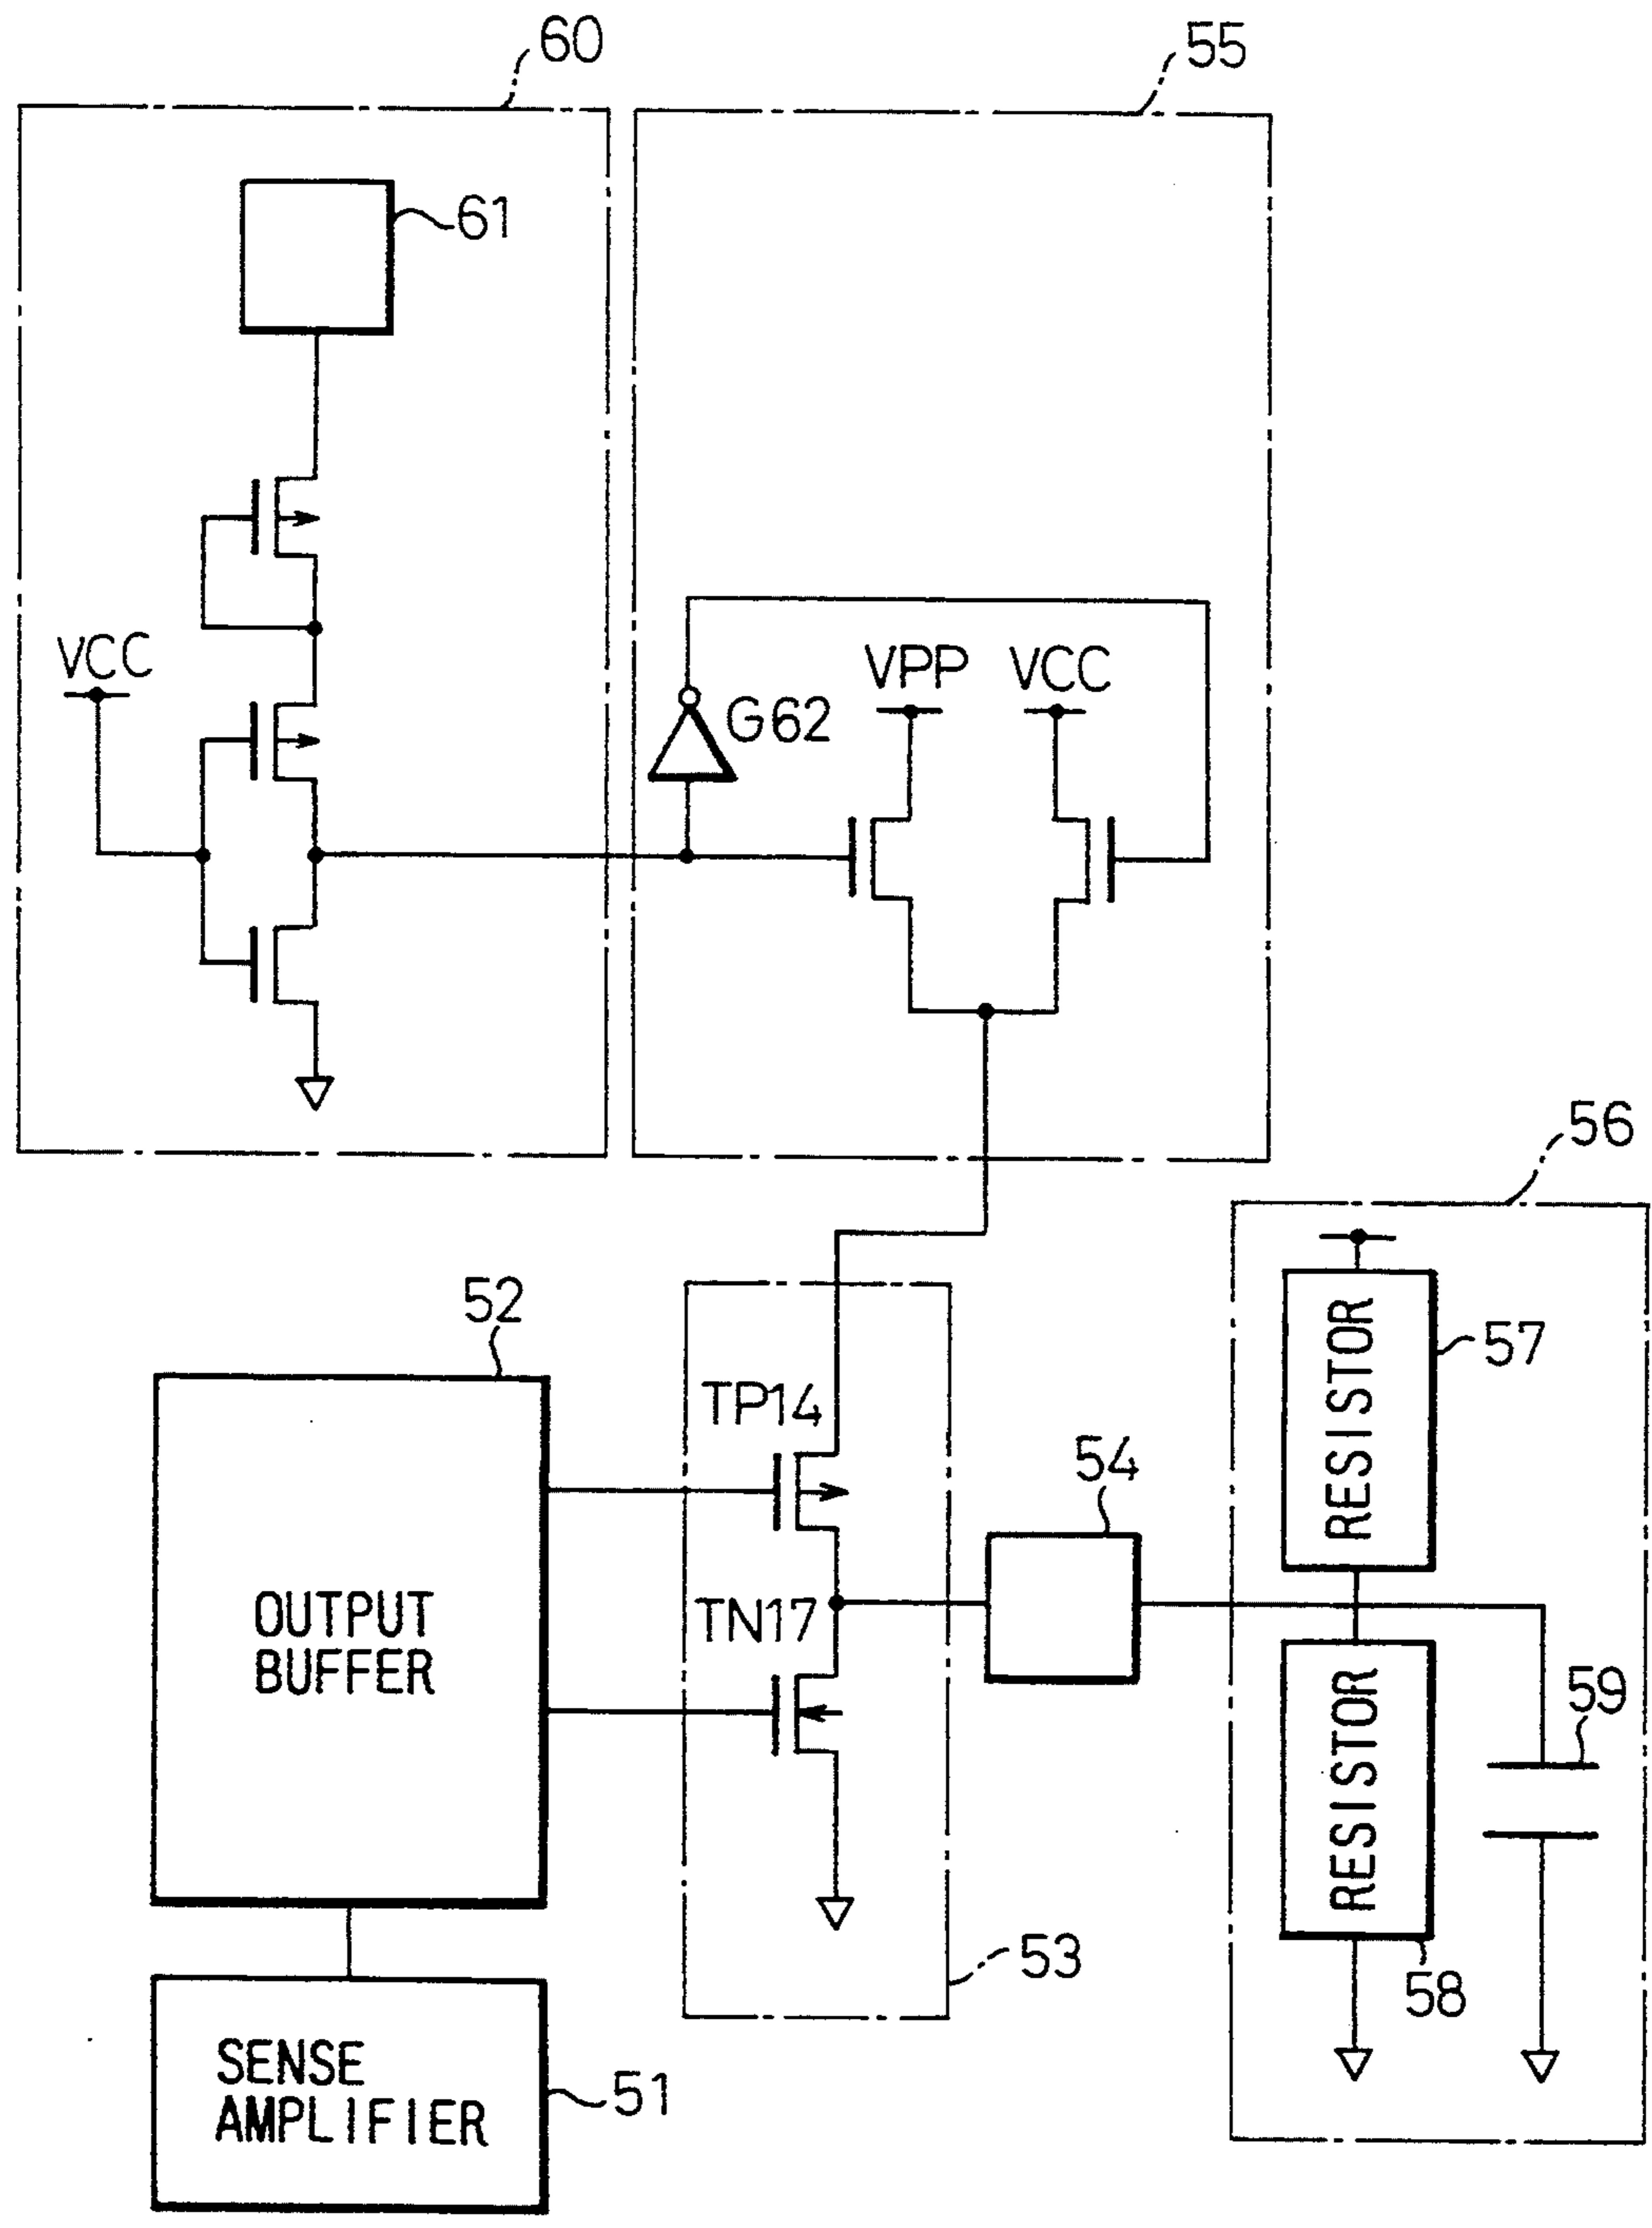 60
55
61
VCC
VPP
VCC
G62
56
52
57
RESISTOR
TP14
54
OUTPUT
BUFFER
TN17
59
RESISTOR
53
58
SENSE
AMPLIFIER
51